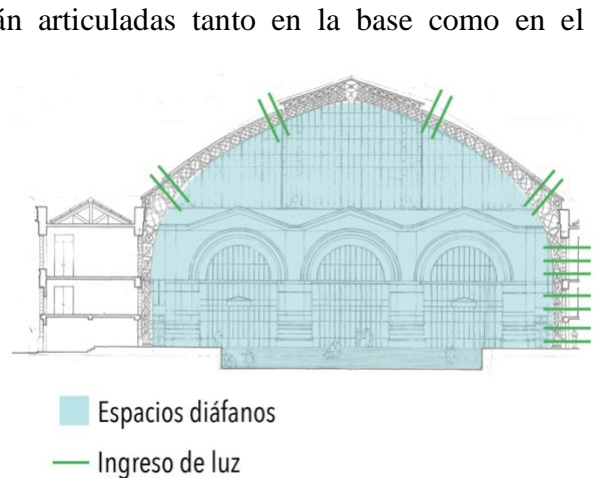 án articuladas tanto en la base como en el
Espacios diáfanos
Ingreso de luz